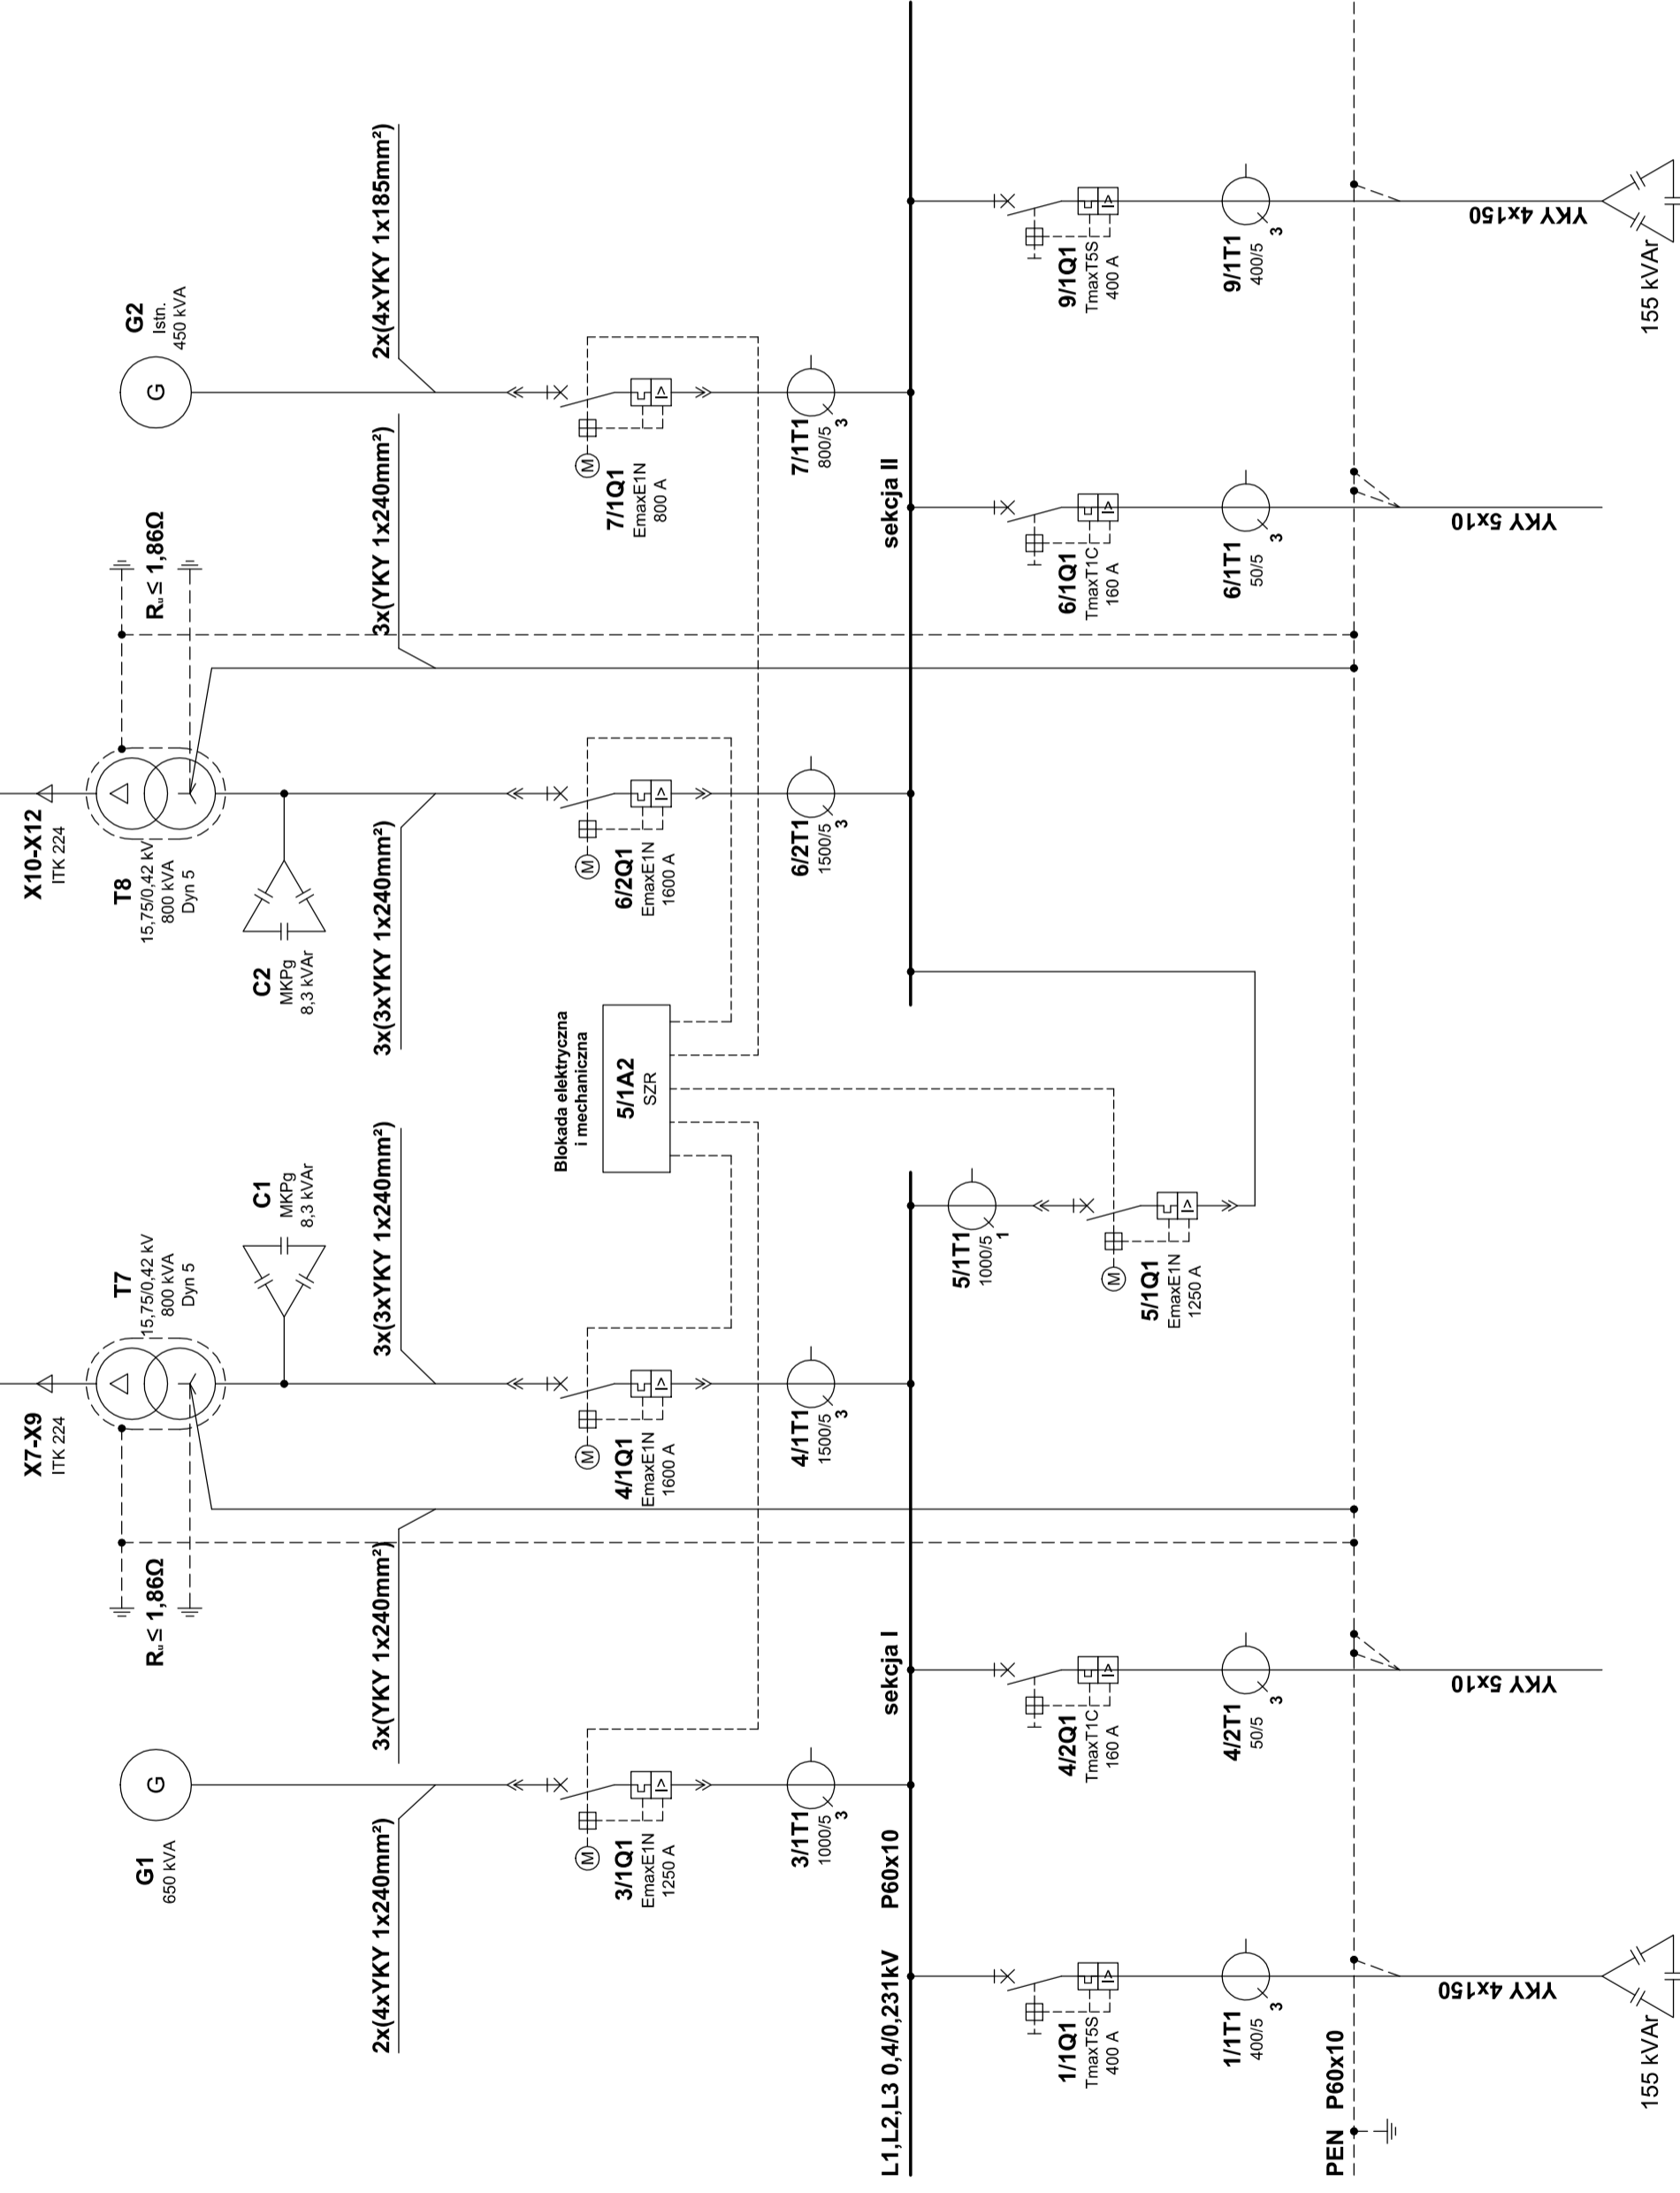 X7-X9
ITK 224
X10-X12
ITK 224
G1
650 kVA
G
Rᵤ ≤ 1,86Ω
T7
15,75/0,42 kV
800 kVA
Dyn 5
T8
15,75/0,42 kV
800 kVA
Dyn 5
Rᵤ ≤ 1,86Ω
G
G2
Istn.
450 kVA
C1
MKPg
8,3 kVAr
C2
MKPg
8,3 kVAr
2x(4xYKY 1x240mm²)
3x(YKY 1x240mm²)
3x(3xYKY 1x240mm²)
3x(3xYKY 1x240mm²)
3x(YKY 1x240mm²)
2x(4xYKY 1x185mm²)
Blokada elektryczna
i mechaniczna
5/1A2
SZR
M
3/1Q1
EmaxE1N
1250 A
I>
M
4/1Q1
EmaxE1N
1600 A
I>
M
6/2Q1
EmaxE1N
1600 A
I>
M
7/1Q1
EmaxE1N
800 A
I>
3/1T1
1000/5
3
4/1T1
1500/5
3
6/2T1
1500/5
3
7/1T1
800/5
3
L1,L2,L3 0,4/0,231kV
P60x10
sekcja I
sekcja II
5/1T1
1000/5
1
M
5/1Q1
EmaxE1N
1250 A
I>
1/1Q1
TmaxT5S
400 A
I>
4/2Q1
TmaxT1C
160 A
I>
6/1Q1
TmaxT1C
160 A
I>
9/1Q1
TmaxT5S
400 A
I>
1/1T1
400/5
3
4/2T1
50/5
3
6/1T1
50/5
3
9/1T1
400/5
3
PEN P60x10
YKY 4x150
YKY 5x10
YKY 5x10
YKY 4x150
155 kVAr
155 kVAr